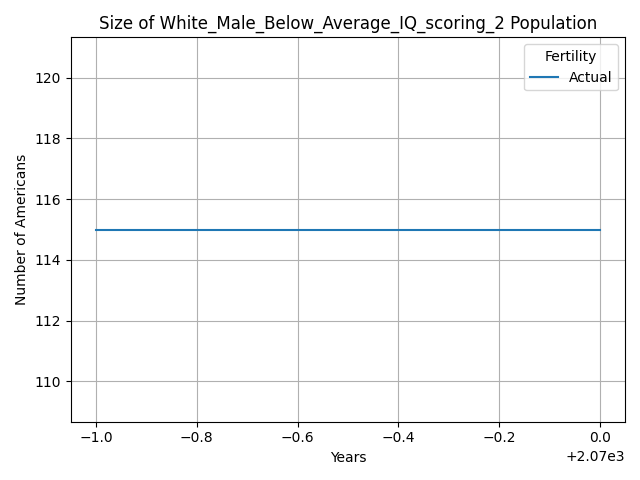 Size of White_Male_Below_Average_IQ_scoring_2 Population
Fertility
Actual
Number of Americans
120
118
116
114
112
110
−1.0 −0.8 −0.6 −0.4 −0.2 0.0
Years
+2.07e3